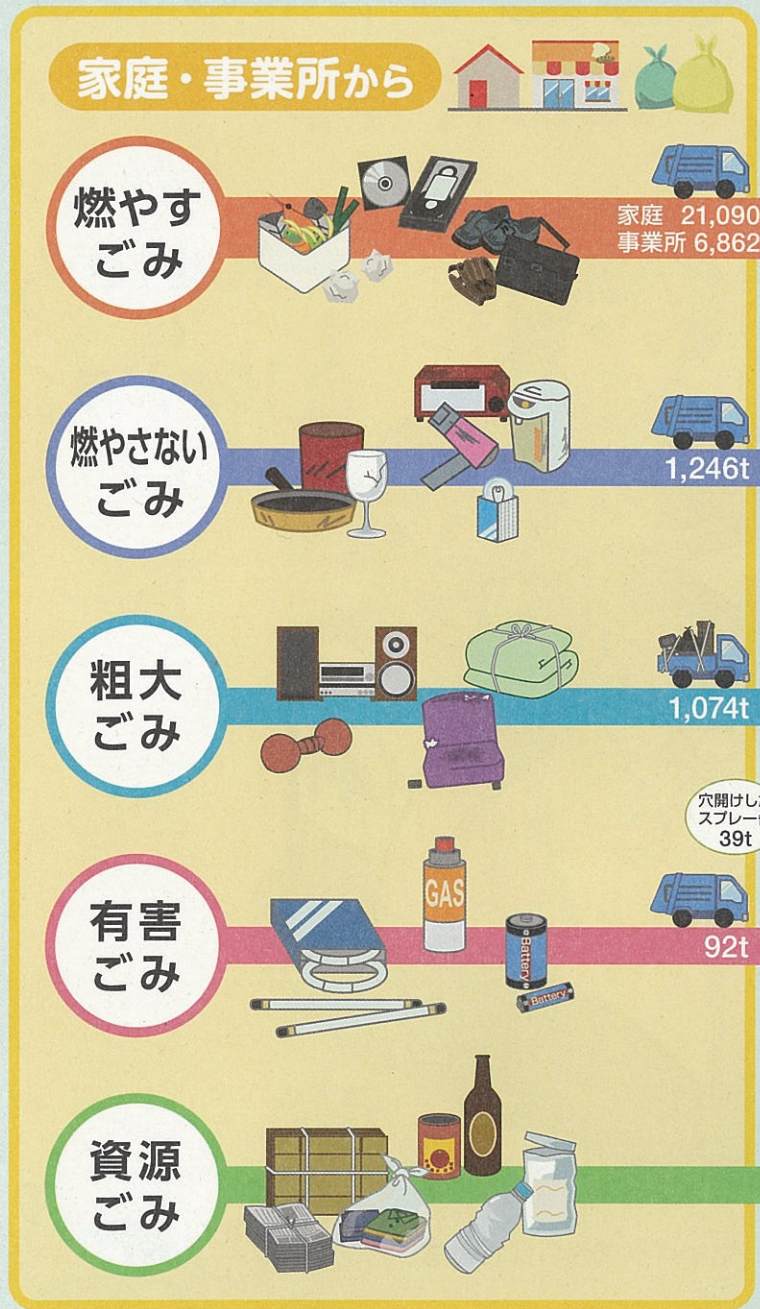 家庭・事業所から
燃やす
ごみ
家庭 21,090
事業所 6,862
燃やさない
ごみ
1,246t
粗大
ごみ
1,074t
穴開けし
スプレー
39t
有害
ごみ
GAS
Battery
Battery
92t
資源
ごみ